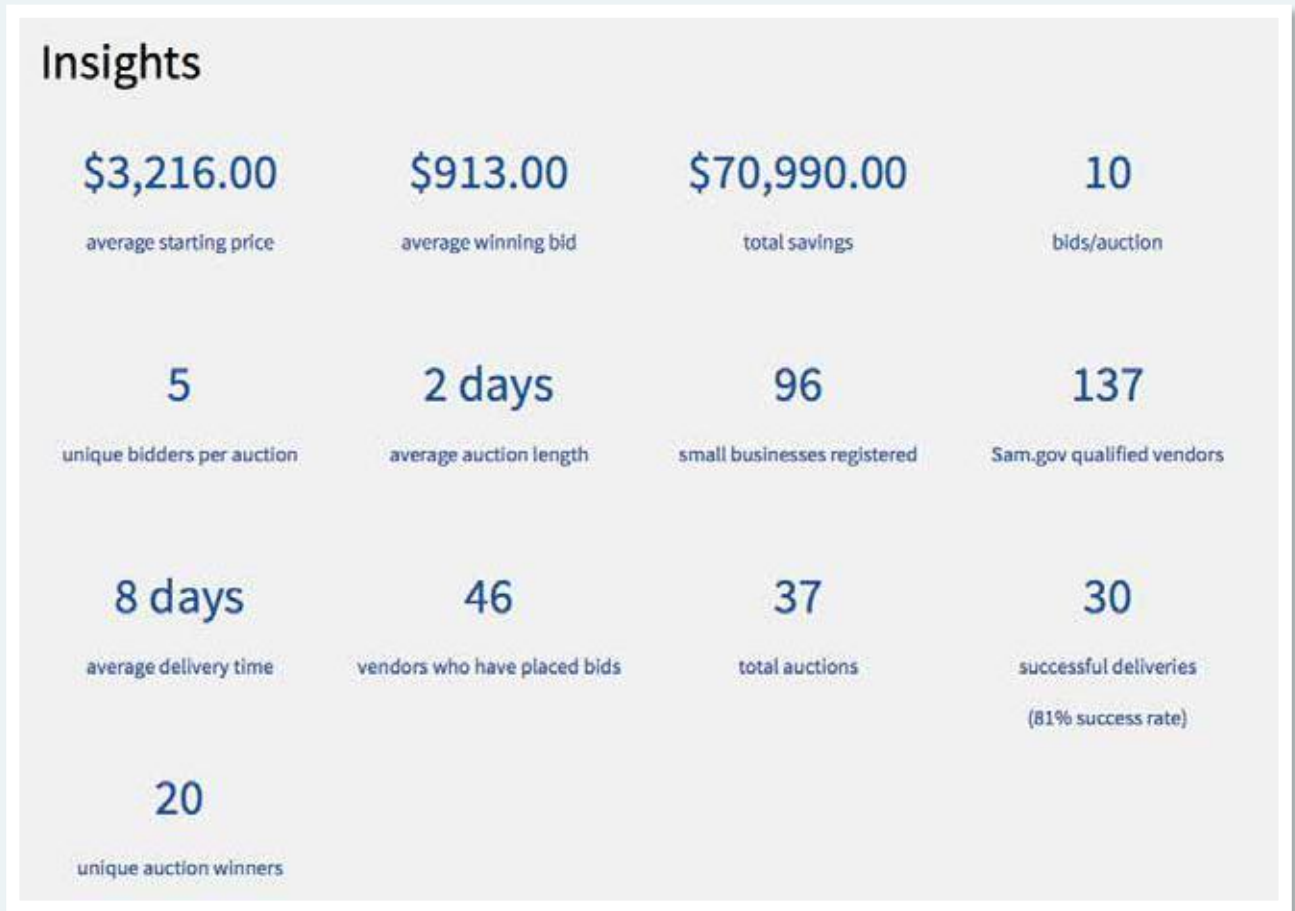 Insights
$3,216.00 $913.00 $70,990.00 10
average starting price average winning bid total savings bids/auction
5 2 days 96 137
unique bidders per auction average auction length small businesses registered Sam.gov qualified vendors
8 days 46 37 30
average delivery time vendors who have placed bids total auctions successful deliveries
(81% success rate)
20
unique auction winners